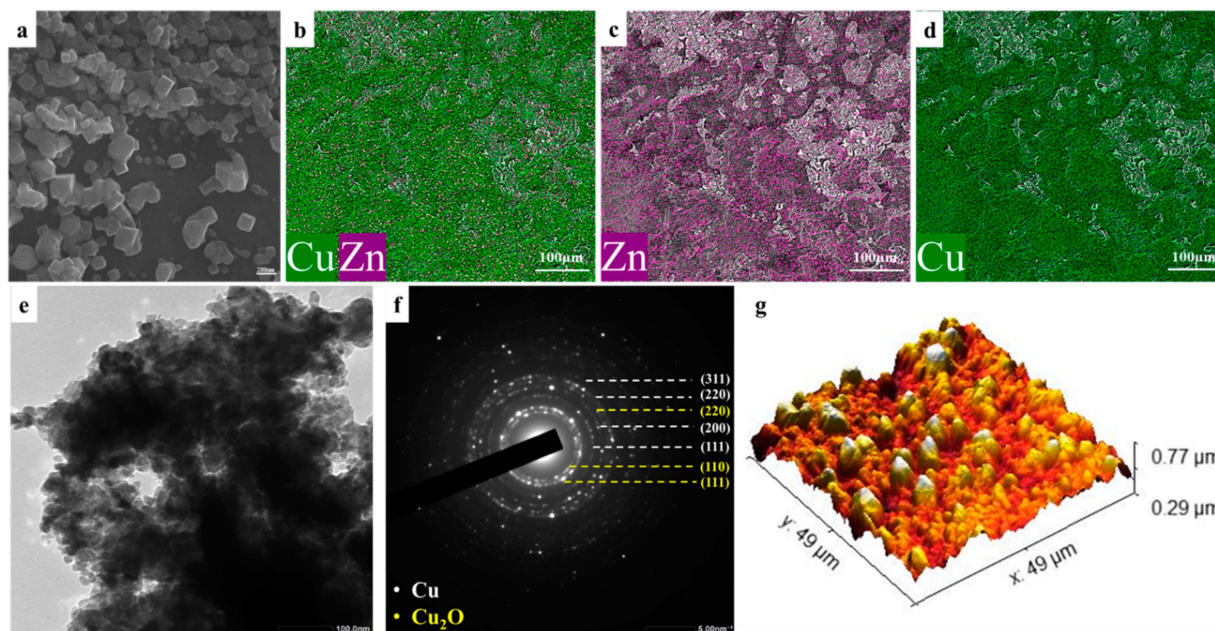 a
b
c
d
200nm
Cu Zn
100µm
Zn
100µm
Cu
100µm
e
f
g
(311)
(220)
(220)
(200)
(111)
(110)
(111)
0.77 µm
0.29 µm
y: 49 µm
x: 49 µm
• Cu
• Cu₂O
100.0nm
5.00nm⁻¹